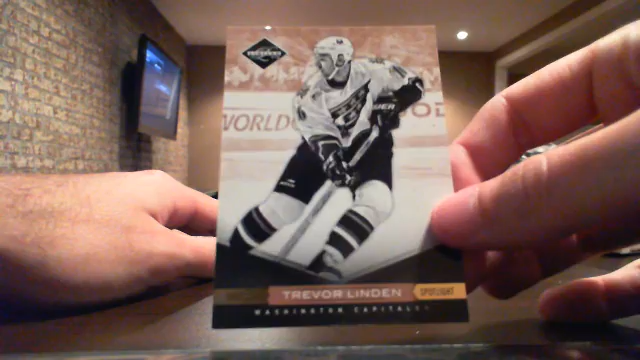 LIMITED
WORLD
TREVOR LINDEN SPOTLIGHT
WASHINGTON CAPITALS